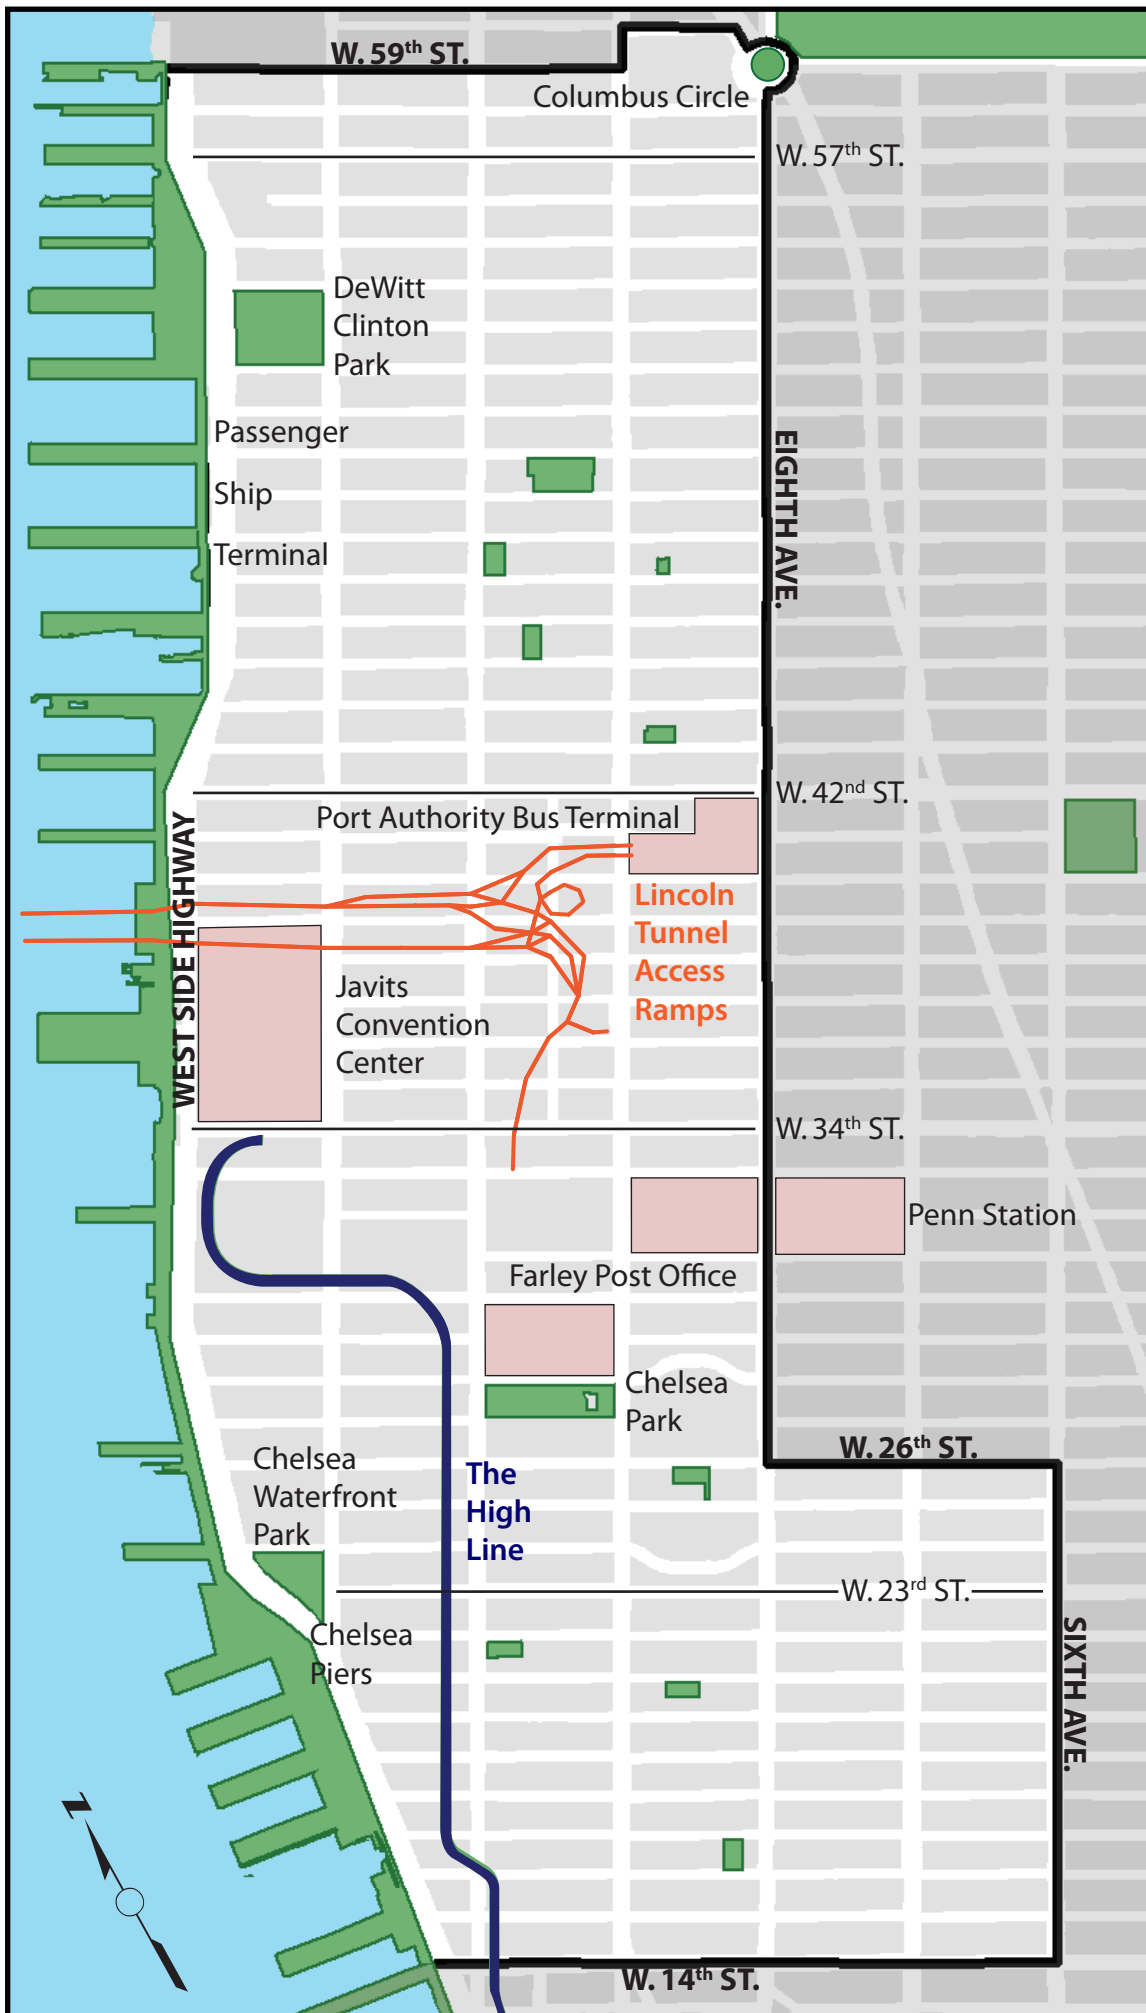 W. 59th ST.
Columbus Circle
W. 57th ST.
DeWitt
Clinton
Park
Passenger
Ship
Terminal
EIGHTH AVE.
W. 42nd ST.
Port Authority Bus Terminal
WEST SIDE HIGHWAY
Lincoln
Tunnel
Access
Ramps
Javits
Convention
Center
W. 34th ST.
Penn Station
Farley Post Office
Chelsea
Park
W. 26th ST.
Chelsea
Waterfront
Park
The
High
Line
W. 23rd ST.
Chelsea
Piers
SIXTH AVE.
N
W. 14th ST.